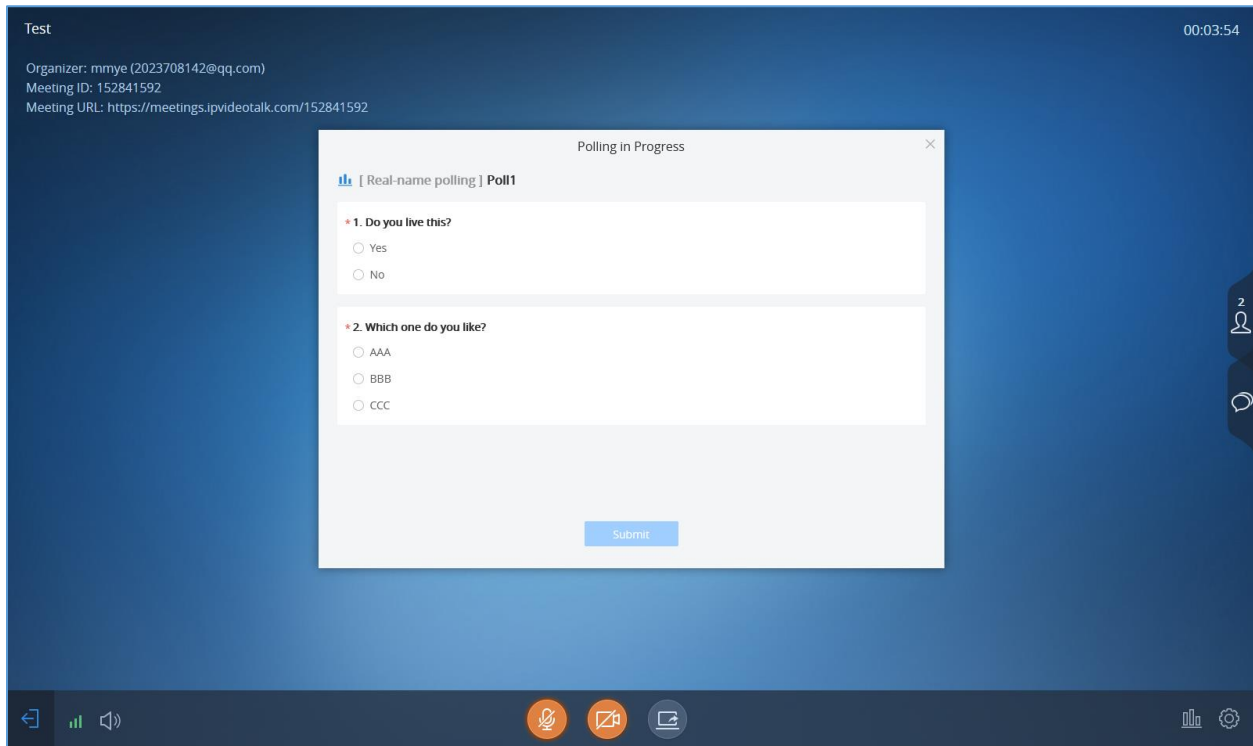 Test
00:03:54
Organizer: mmye (2023708142@qq.com)
Meeting ID: 152841592
Meeting URL: https://meetings.ipvideotalk.com/152841592
Polling in Progress
[ Real-name polling ] Poll1
* 1. Do you live this?
Yes
No
2
* 2. Which one do you like?
AAA
BBB
CCC
Submit